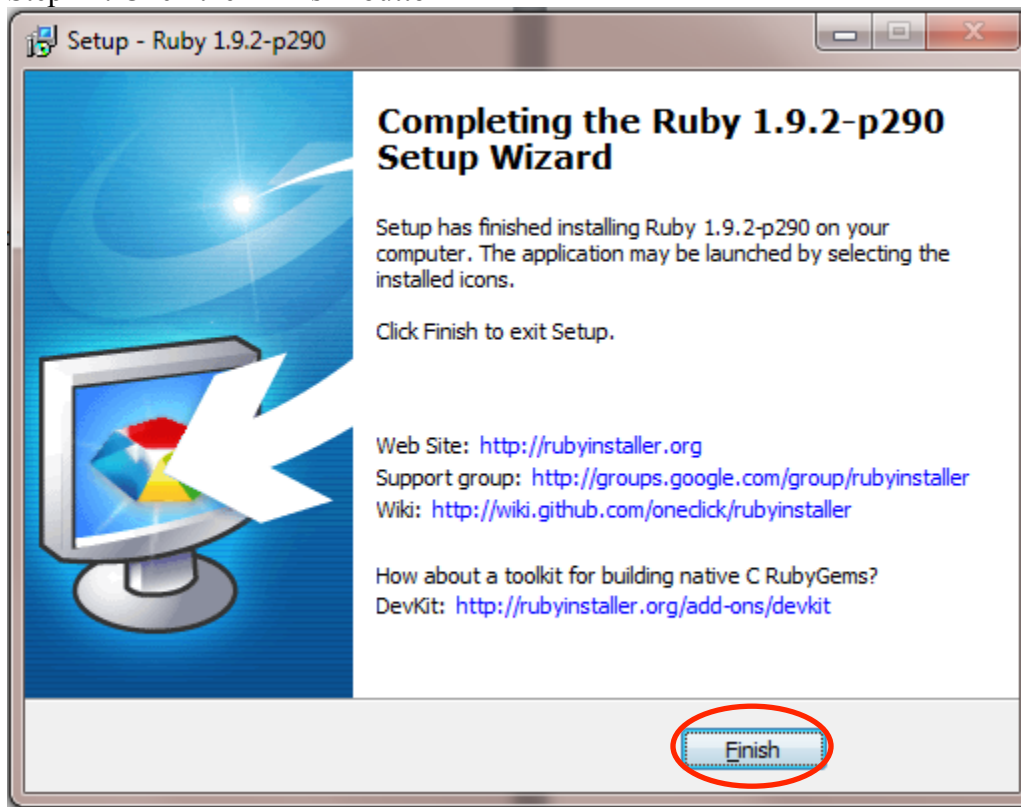 Setup - Ruby 1.9.2-p290
Completing the Ruby 1.9.2-p290
Setup Wizard
Setup has finished installing Ruby 1.9.2-p290 on your
computer. The application may be launched by selecting the
installed icons.
Click Finish to exit Setup.
Web Site: http://rubyinstaller.org
Support group: http://groups.google.com/group/rubyinstaller
Wiki: http://wiki.github.com/oneclick/rubyinstaller
How about a toolkit for building native C RubyGems?
DevKit: http://rubyinstaller.org/add-ons/devkit
Finish